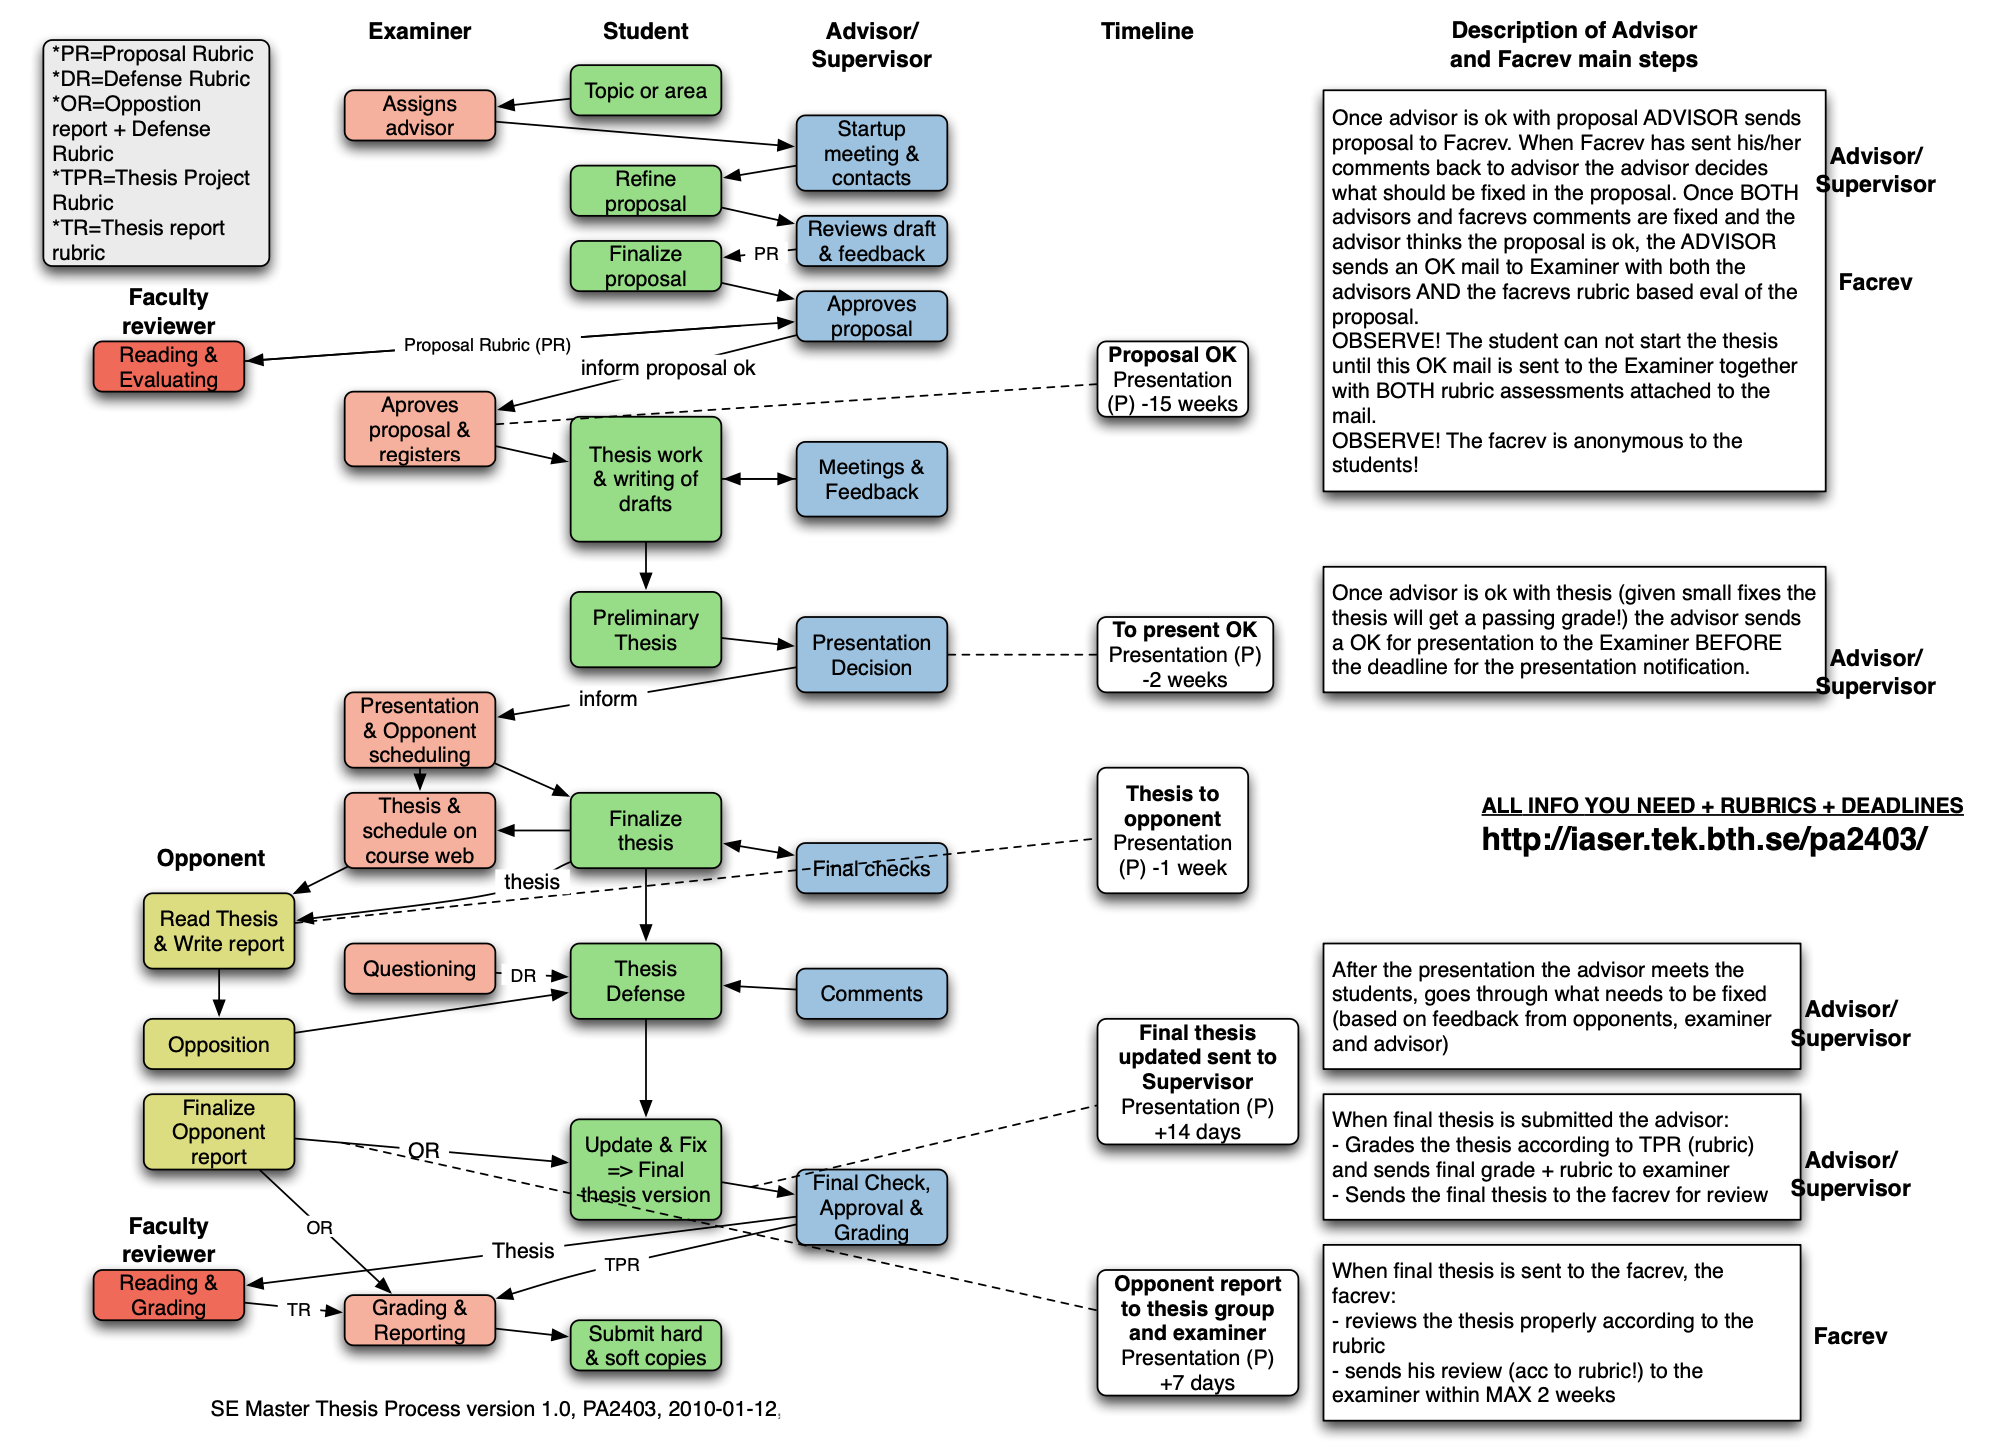 Examiner
Student
Advisor/
Supervisor
Timeline
Description of Advisor
and Facrev main steps
*PR=Proposal Rubric
*DR=Defense Rubric
*OR=Oppostion
report + Defense
Rubric
*TPR=Thesis Project
Rubric
*TR=Thesis report
rubric
Topic or area
Assigns
advisor
Startup
meeting &
contacts
Refine
proposal
Reviews draft
& feedback
PR
Finalize
proposal
Approves
proposal
Faculty
reviewer
Reading &
Evaluating
Proposal Rubric (PR)
inform proposal ok
Aproves
proposal &
registers
Proposal OK
Presentation
(P) -15 weeks
Once advisor is ok with proposal ADVISOR sends
proposal to Facrev. When Facrev has sent his/her
comments back to advisor the advisor decides
what should be fixed in the proposal. Once BOTH
advisors and facrevs comments are fixed and the
advisor thinks the proposal is ok, the ADVISOR
sends an OK mail to Examiner with both the
advisors AND the facrevs rubric based eval of the
proposal.
OBSERVE! The student can not start the thesis
until this OK mail is sent to the Examiner together
with BOTH rubric assessments attached to the
mail.
OBSERVE! The facrev is anonymous to the
students!
Advisor/
Supervisor
Facrev
Thesis work
& writing of
drafts
Meetings &
Feedback
Preliminary
Thesis
Presentation
Decision
To present OK
Presentation (P)
-2 weeks
Once advisor is ok with thesis (given small fixes the
thesis will get a passing grade!) the advisor sends
a OK for presentation to the Examiner BEFORE
the deadline for the presentation notification.
Advisor/
Supervisor
inform
Presentation
& Opponent
scheduling
Thesis &
schedule on
course web
Finalize
thesis
Final checks
Thesis to
opponent
Presentation
(P) -1 week
ALL INFO YOU NEED + RUBRICS + DEADLINES
http://iaser.tek.bth.se/pa2403/
Opponent
thesis
Read Thesis
& Write report
Questioning
DR
Thesis
Defense
Comments
Opposition
After the presentation the advisor meets the
students, goes through what needs to be fixed
(based on feedback from opponents, examiner
and advisor)
Advisor/
Supervisor
Final thesis
updated sent to
Supervisor
Presentation (P)
+14 days
Finalize
Opponent
report
OR
Update & Fix
=> Final
thesis version
Final Check,
Approval &
Grading
When final thesis is submitted the advisor:
- Grades the thesis according to TPR (rubric)
and sends final grade + rubric to examiner
- Sends the final thesis to the facrev for review
Advisor/
Supervisor
OR
Faculty
reviewer
Reading &
Grading
Thesis
TPR
TR
Grading &
Reporting
Submit hard
& soft copies
Opponent report
to thesis group
and examiner
Presentation (P)
+7 days
When final thesis is sent to the facrev, the
facrev:
- reviews the thesis properly according to the
rubric
- sends his review (acc to rubric!) to the
examiner within MAX 2 weeks
Facrev
SE Master Thesis Process version 1.0, PA2403, 2010-01-12,